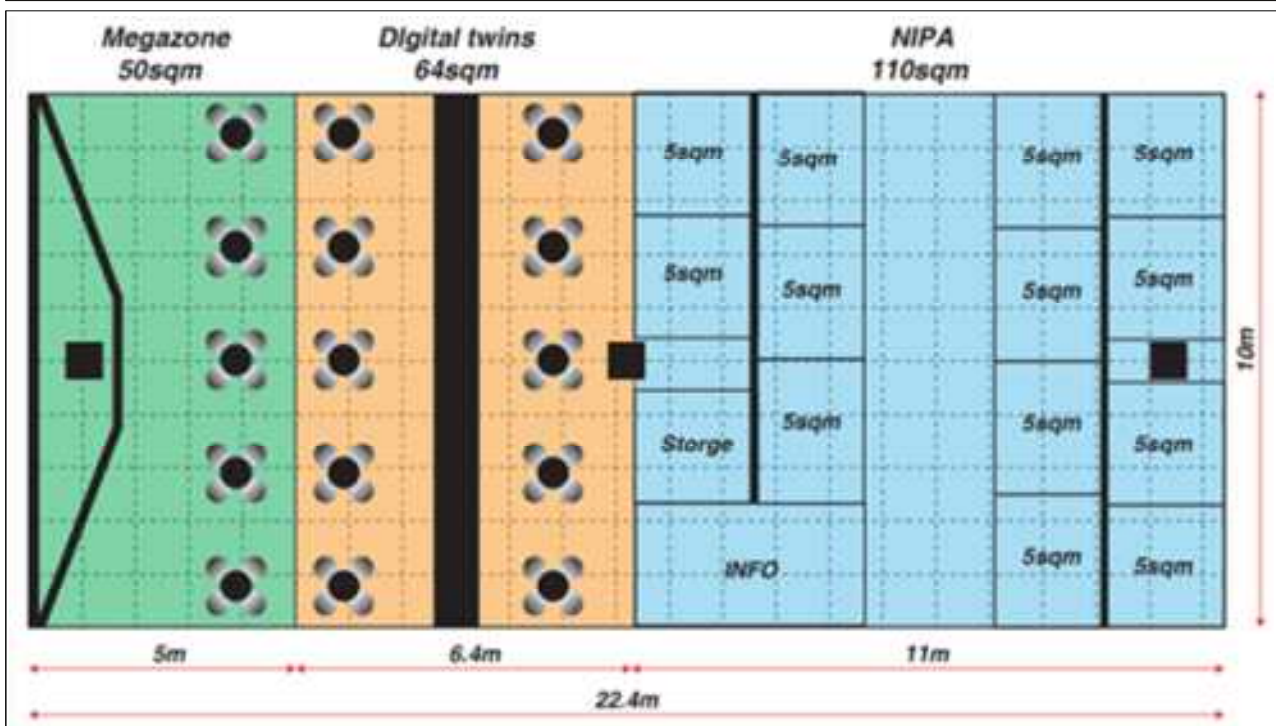 Megazone
50sqm
DIgital twins
64sqm
NIPA
110sqm
5sqm
5sqm
5sqm
5sqm
5sqm
5sqm
5sqm
5sqm
Storge
5sqm
5sqm
5sqm
INFO
5sqm
5sqm
10m
5m
6.4m
11m
22.4m